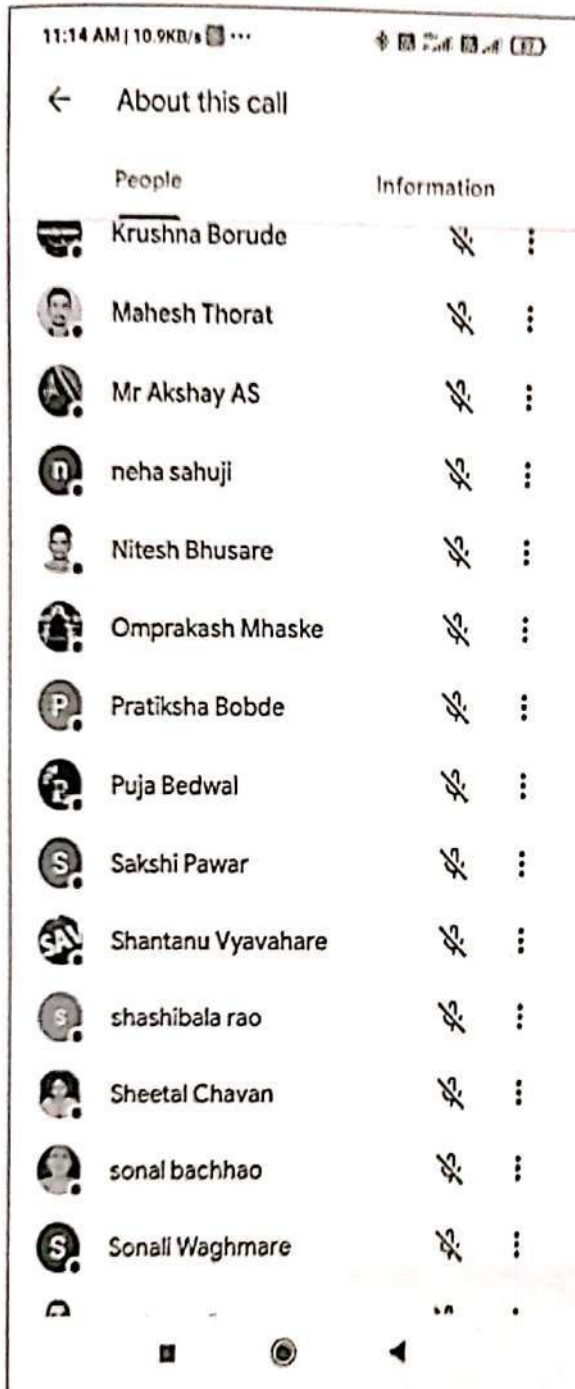 11:14 AM | 10.9KB/s ...
About this call
People Information
Krushna Borude
Mahesh Thorat
Mr Akshay AS
n neha sahuji
Nitesh Bhusare
Omprakash Mhaske
P Pratiksha Bobde
Puja Bedwal
S Sakshi Pawar
SAV Shantanu Vyavahare
s shashibala rao
Sheetal Chavan
sonal bachhao
S Sonali Waghmare